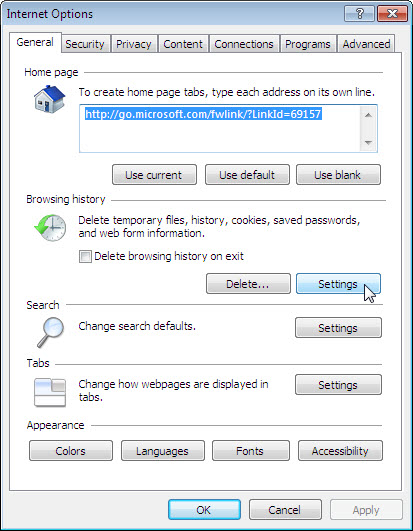 Internet Options
General Security Privacy Content Connections Programs Advanced
Home page
To create home page tabs, type each address on its own line.
http://go.microsoft.com/fwlink/?LinkId=69157
Use current Use default Use blank
Browsing history
Delete temporary files, history, cookies, saved passwords,
and web form information.
Delete browsing history on exit
Delete... Settings
Search
Change search defaults. Settings
Tabs
Change how webpages are displayed in Settings
tabs.
Appearance
Colors Languages Fonts Accessibility
OK Cancel Apply